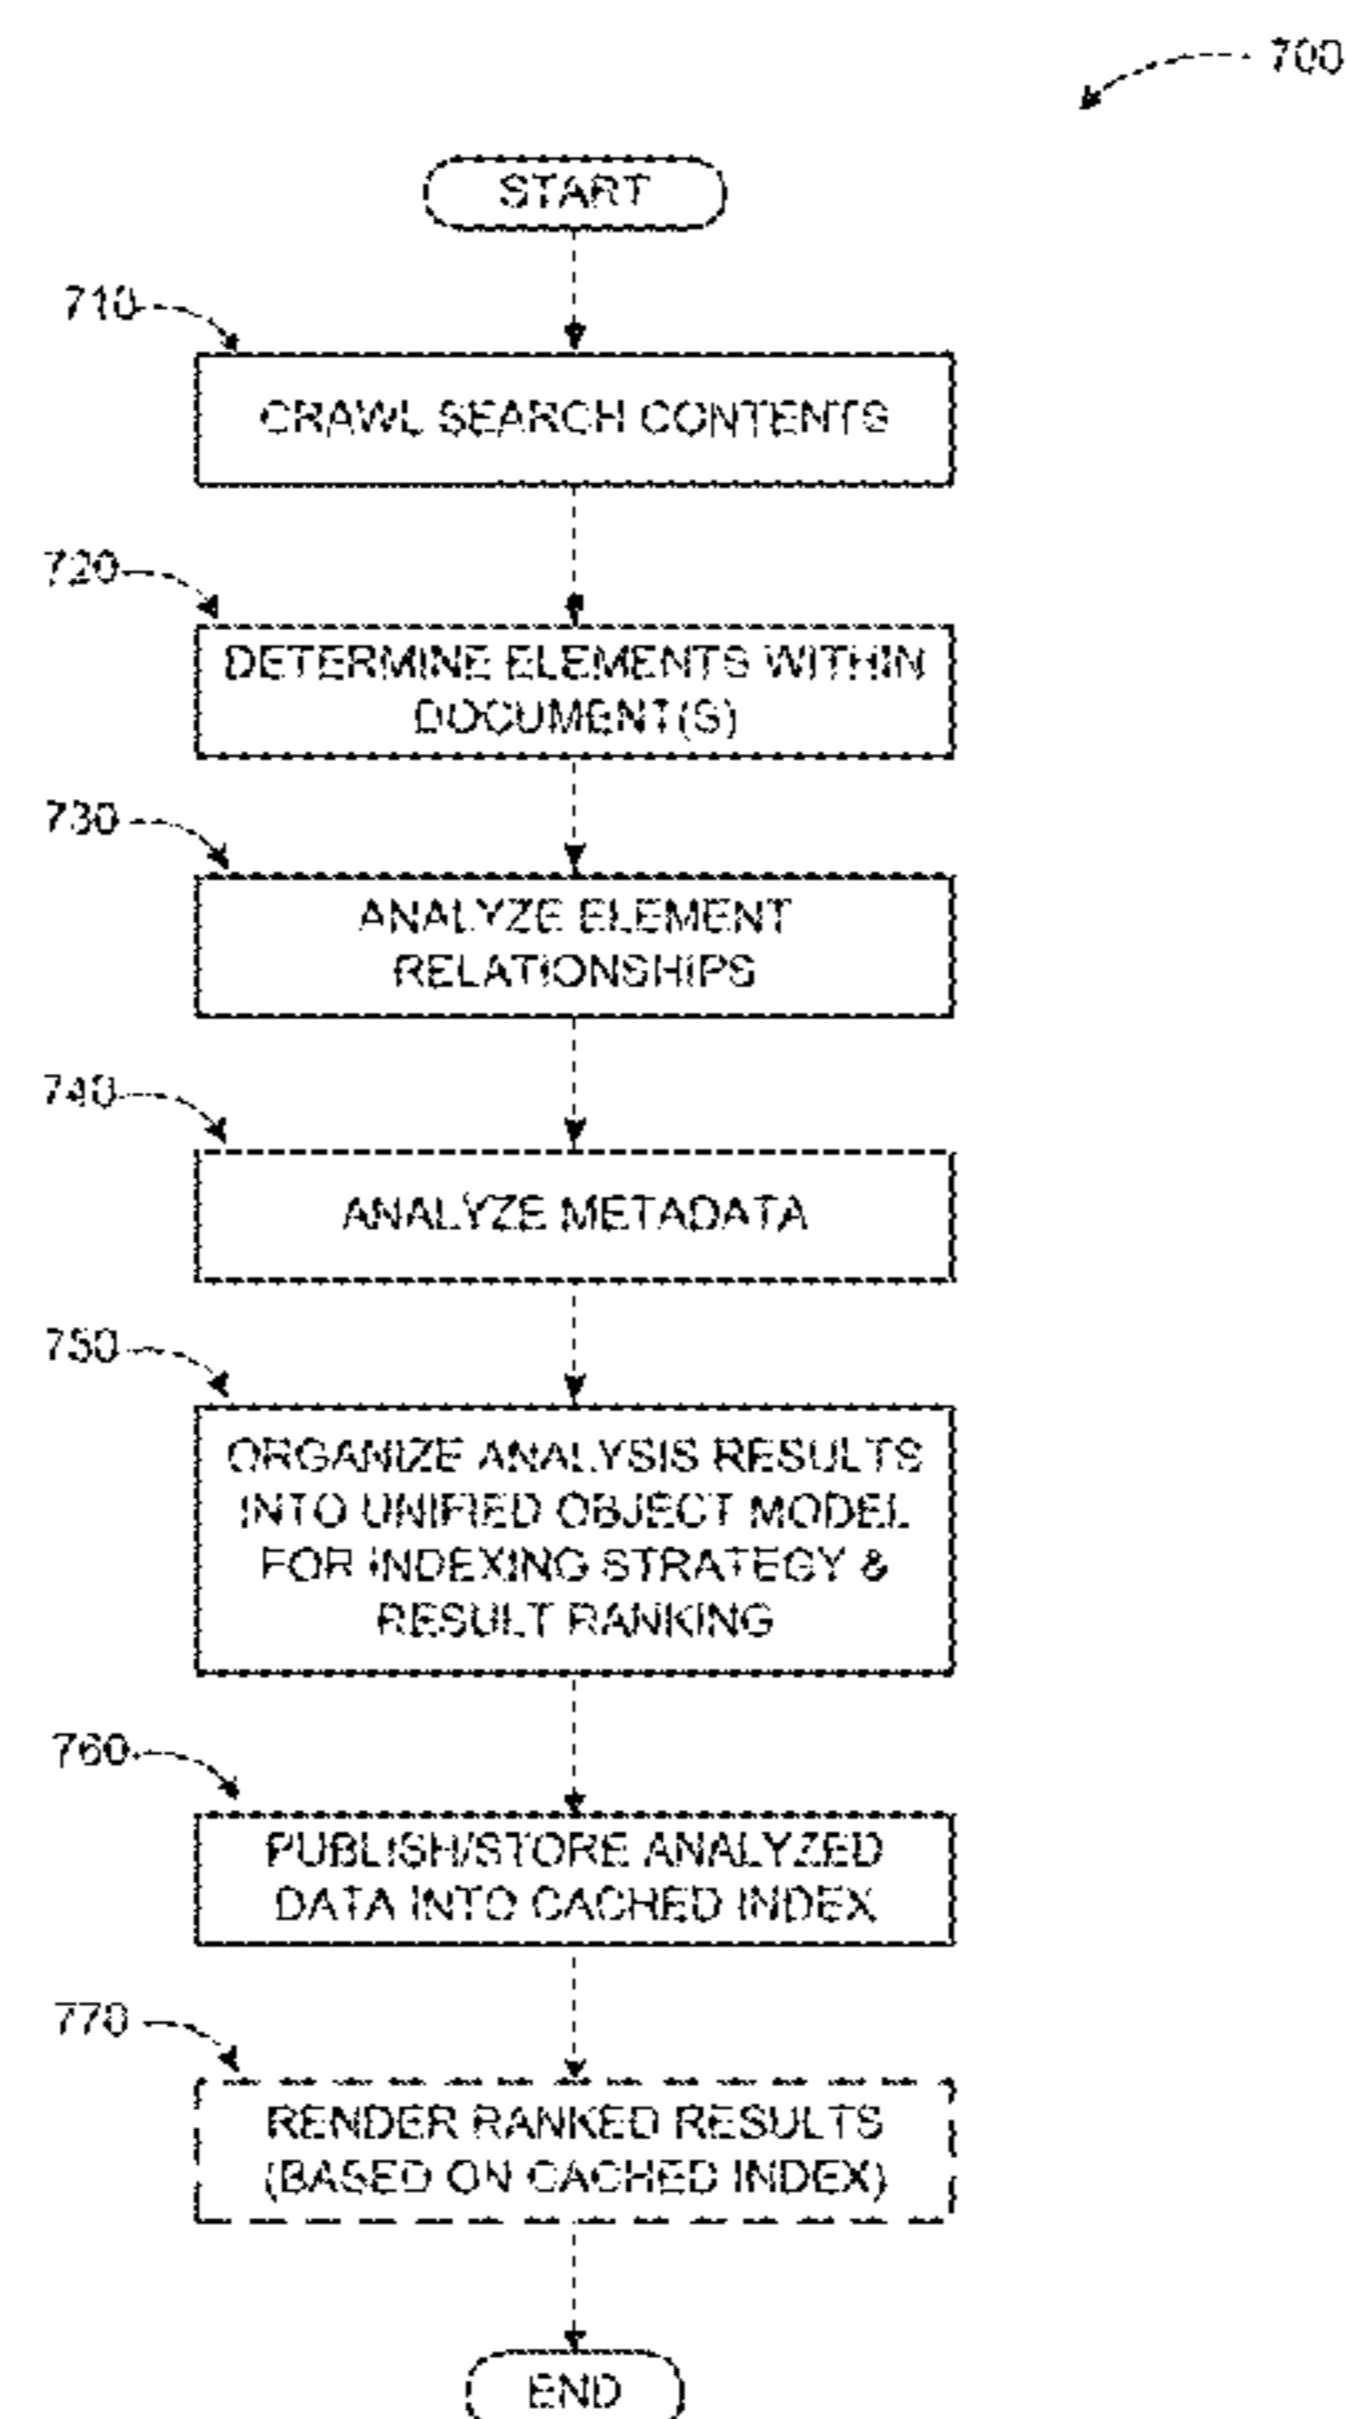 700
START
710
CRAWL SEARCH CONTENTS
720
DETERMINE ELEMENTS WITHIN
DOCUMENT(S)
730
ANALYZE ELEMENT
RELATIONSHIPS
740
ANALYZE METADATA
750
ORGANIZE ANALYSIS RESULTS
INTO UNIFIED OBJECT MODEL
FOR INDEXING STRATEGY &
RESULT RANKING
760
PUBLISH/STORE ANALYZED
DATA INTO CACHED INDEX
770
RENDER RANKED RESULTS
(BASED ON CACHED INDEX)
END